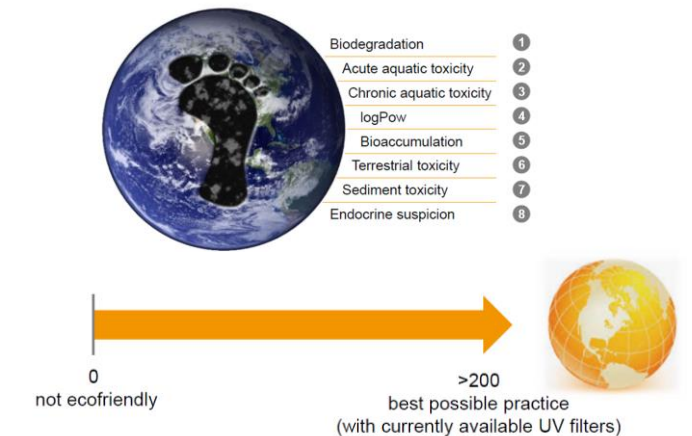 Biodegradation 1
Acute aquatic toxicity 2
Chronic aquatic toxicity 3
logPow 4
Bioaccumulation 5
Terrestrial toxicity 6
Sediment toxicity 7
Endocrine suspicion 8
0
not ecofriendly
>200
best possible practice
(with currently available UV filters)